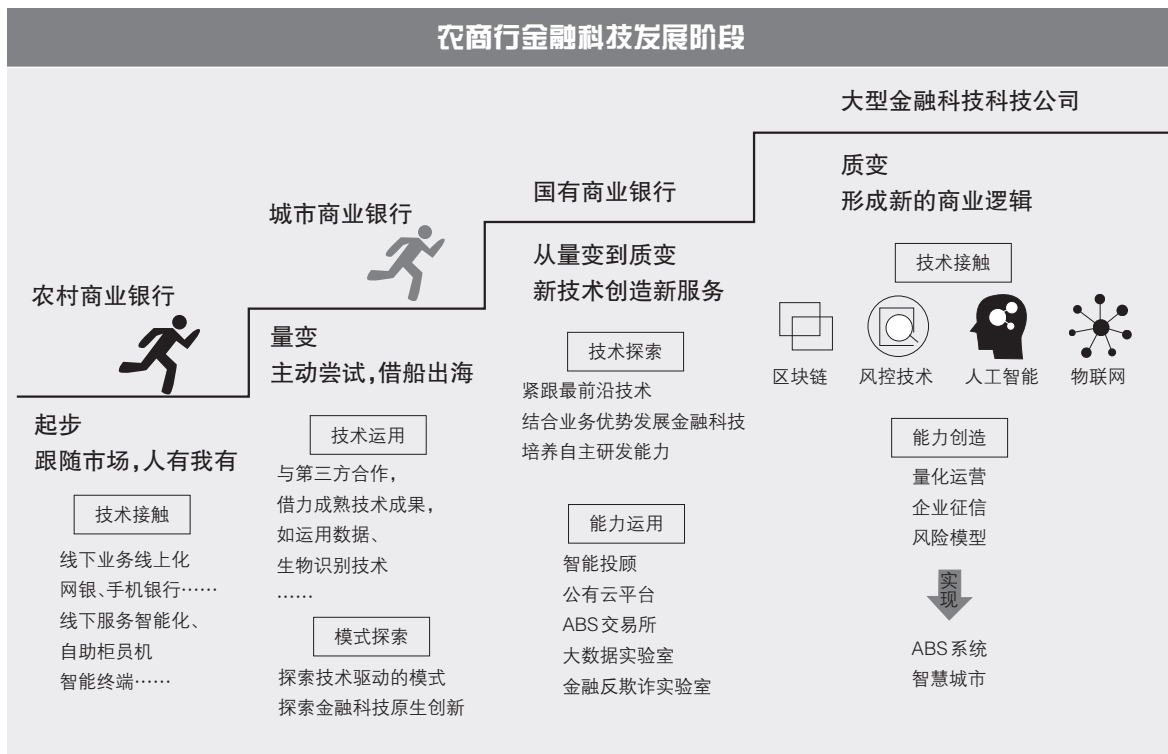 农商行金融科技发展阶段
农村商业银行
起步
跟随市场，人有我有
技术接触
线下业务线上化
网银、手机银行……
线下服务智能化、
自助柜员机
智能终端……
城市商业银行
量变
主动尝试，借船出海
技术运用
与第三方合作，
借力成熟技术成果，
如运用数据、
生物识别技术
……
模式探索
探索技术驱动的模式
探索金融科技原生创新
国有商业银行
从量变到质变
新技术创造新服务
技术探索
紧跟最前沿技术
结合业务优势发展金融科技
培养自主研发能力
能力运用
智能投顾
公有云平台
ABS交易所
大数据实验室
金融反欺诈实验室
大型金融科技科技公司
质变
形成新的商业逻辑
技术接触
区块链 风控技术 人工智能 物联网
能力创造
量化运营
企业征信
风险模型
实现
ABS系统
智慧城市